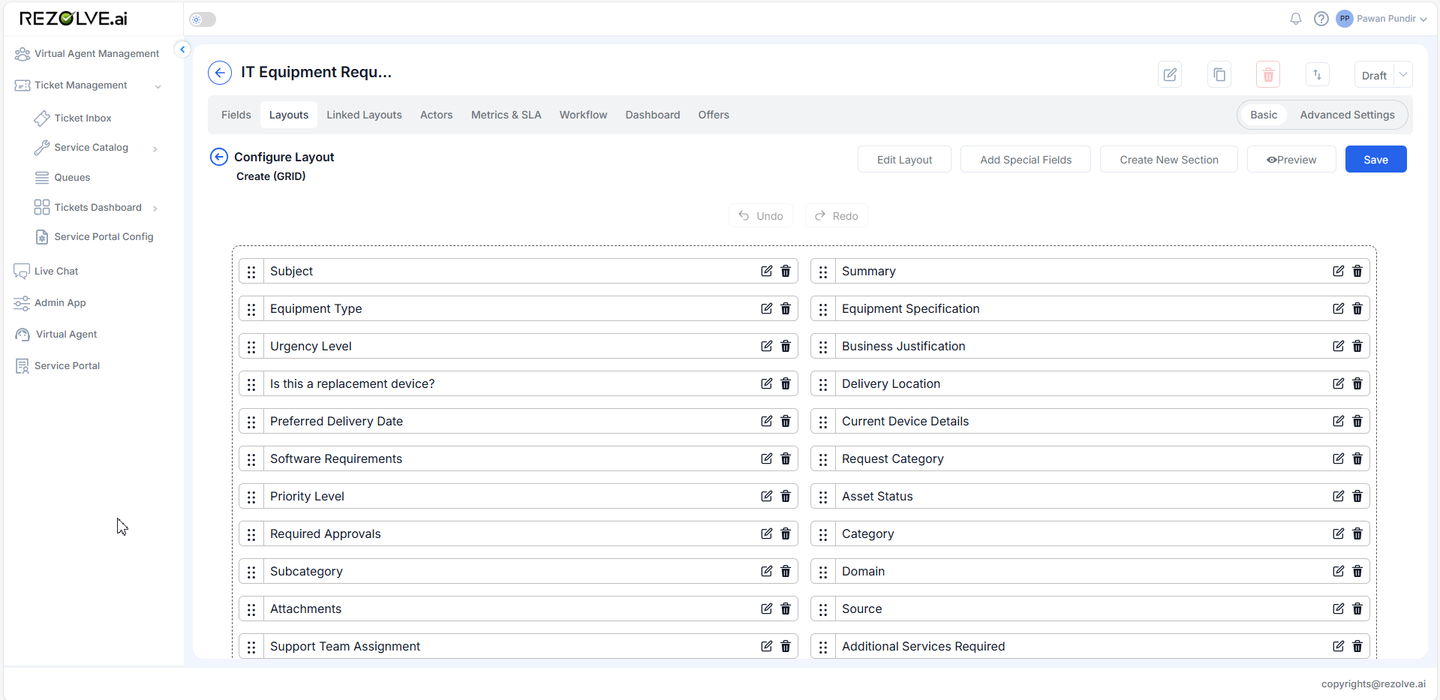 REZOLVE.ai
PP Pawan Pundir
Virtual Agent Management
Ticket Management
Ticket Inbox
Service Catalog
Queues
Tickets Dashboard
Service Portal Config
Live Chat
Admin App
Virtual Agent
Service Portal
IT Equipment Requ...
Draft
Fields Layouts Linked Layouts Actors Metrics & SLA Workflow Dashboard Offers Basic Advanced Settings
Configure Layout
Create (GRID)
Edit Layout Add Special Fields Create New Section Preview Save
Undo Redo
Subject Summary
Equipment Type Equipment Specification
Urgency Level Business Justification
Is this a replacement device? Delivery Location
Preferred Delivery Date Current Device Details
Software Requirements Request Category
Priority Level Asset Status
Required Approvals Category
Subcategory Domain
Attachments Source
Support Team Assignment Additional Services Required
copyrights@rezolve.ai